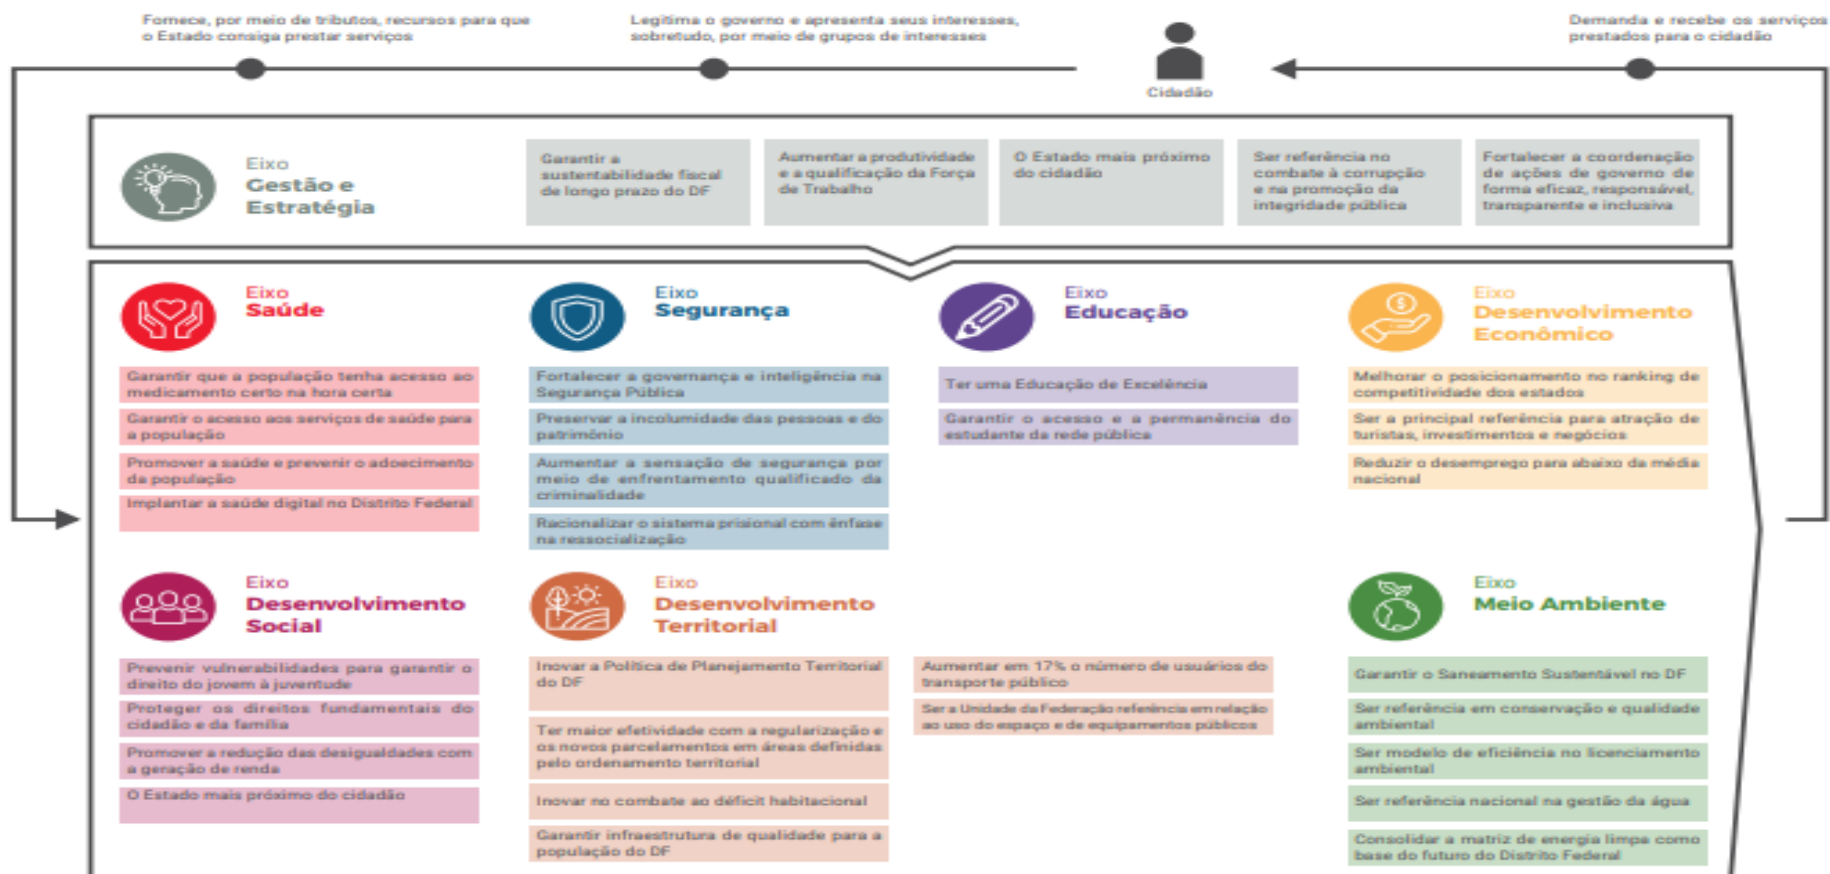 Fornece, por meio de tributos, recursos para que
o Estado consiga prestar serviços
Legitima o governo e apresenta seus interesses,
sobretudo, por meio de grupos de interesses
Demanda e recebe os serviços
prestados para o cidadão
Cidadão
Eixo
Gestão e
Estratégia
Garantir a
sustentabilidade fiscal
de longo prazo do DF
Aumentar a produtividade
e a qualificação da Força
de Trabalho
O Estado mais próximo
do cidadão
Ser referência no
combate à corrupção
e na promoção da
integridade pública
Fortalecer a coordenação
de ações de governo de
forma eficaz, responsável,
transparente e inclusiva
Eixo
Saúde
Garantir que a população tenha acesso ao
medicamento certo na hora certa
Garantir o acesso aos serviços de saúde para
a população
Promover a saúde e prevenir o adoecimento
da população
Implantar a saúde digital no Distrito Federal
Eixo
Segurança
Fortalecer a governança e inteligência na
Segurança Pública
Preservar a incolumidade das pessoas e do
patrimônio
Aumentar a sensação de segurança por
meio de enfrentamento qualificado da
criminalidade
Racionalizar o sistema prisional com ênfase
na ressocialização
Eixo
Educação
Ter uma Educação de Excelência
Garantir o acesso e a permanência do
estudante da rede pública
Eixo
Desenvolvimento
Econômico
Melhorar o posicionamento no ranking de
competitividade dos estados
Ser a principal referência para atração de
turistas, investimentos e negócios
Reduzir o desemprego para abaixo da média
nacional
Eixo
Desenvolvimento
Social
Prevenir vulnerabilidades para garantir o
direito do jovem à juventude
Proteger os direitos fundamentais do
cidadão e da família
Promover a redução das desigualdades com
a geração de renda
O Estado mais próximo do cidadão
Eixo
Desenvolvimento
Territorial
Inovar a Política de Planejamento Territorial
do DF
Ter maior efetividade com a regularização e
os novos parcelamentos em áreas definidas
pelo ordenamento territorial
Inovar no combate ao déficit habitacional
Garantir infraestrutura de qualidade para a
população do DF
Aumentar em 17% o número de usuários do
transporte público
Ser a Unidade da Federação referência em relação
ao uso do espaço e de equipamentos públicos
Eixo
Meio Ambiente
Garantir o Saneamento Sustentável no DF
Ser referência em conservação e qualidade
ambiental
Ser modelo de eficiência no licenciamento
ambiental
Ser referência nacional na gestão da água
Consolidar a matriz de energia limpa como
base do futuro do Distrito Federal